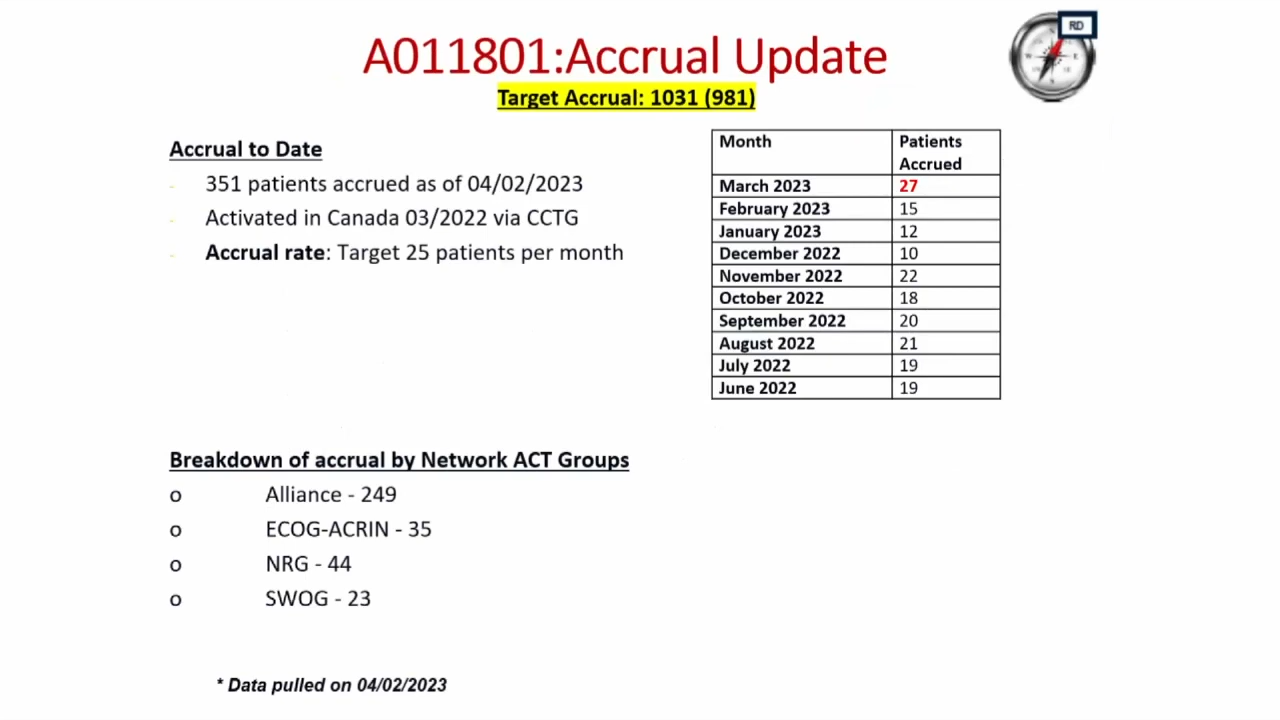 A011801:Accrual Update
Target Accrual: 1031 (981)
RD
Accrual to Date
- 351 patients accrued as of 04/02/2023
- Activated in Canada 03/2022 via CCTG
- Accrual rate: Target 25 patients per month
Month Patients Accrued
March 2023 27
February 2023 15
January 2023 12
December 2022 10
November 2022 22
October 2022 18
September 2022 20
August 2022 21
July 2022 19
June 2022 19
Breakdown of accrual by Network ACT Groups
o Alliance - 249
o ECOG-ACRIN - 35
o NRG - 44
o SWOG - 23
* Data pulled on 04/02/2023